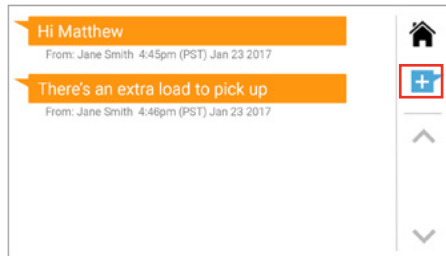 Hi Matthew
From: Jane Smith 4:45pm (PST) Jan 23 2017
There's an extra load to pick up
From: Jane Smith 4:46pm (PST) Jan 23 2017